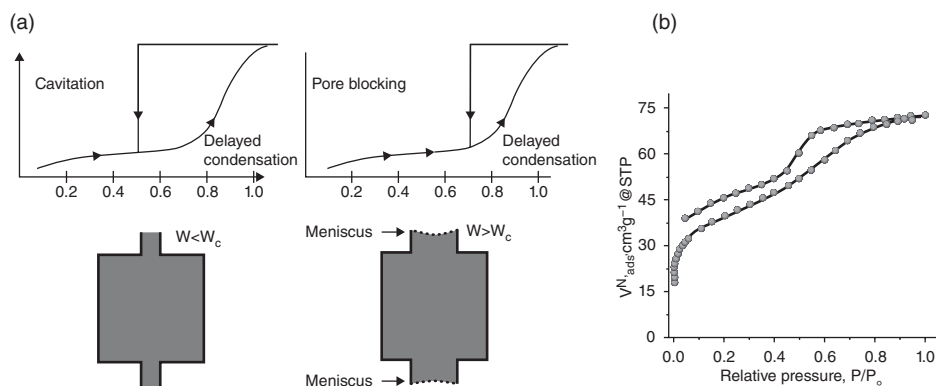 (a)
Cavitation
Delayed
condensation
0.2 0.4 0.6 0.8 1.0
Pore blocking
Delayed
condensation
0.2 0.4 0.6 0.8 1.0
W<Wc
Meniscus
W>Wc
Meniscus
(b)
75
60
45
30
15
0
V^N,ads,cm³g⁻¹ @STP
0.0 0.2 0.4 0.6 0.8 1.0
Relative pressure, P/Po